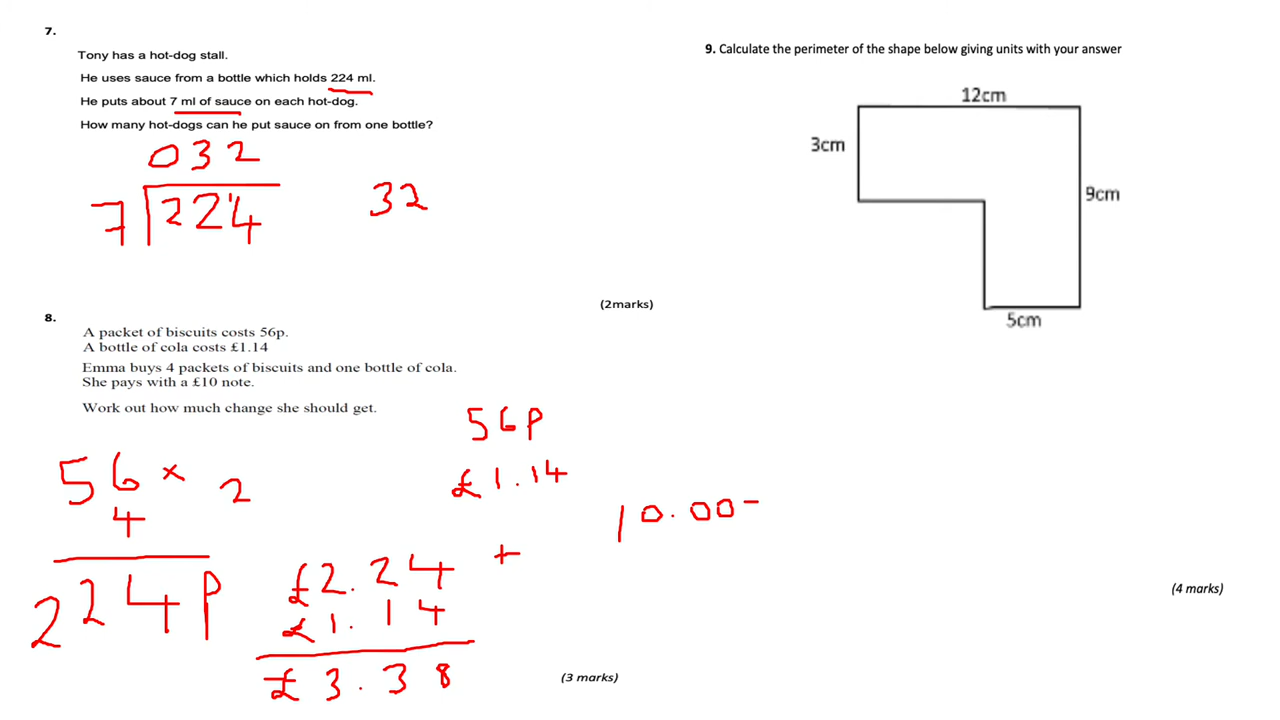 7.
Tony has a hot-dog stall.
He uses sauce from a bottle which holds 224 ml.
He puts about 7 ml of sauce on each hot-dog.
How many hot-dogs can he put sauce on from one bottle?
032
7 224
32
(2marks)
8.
A packet of biscuits costs 56p.
A bottle of cola costs £1.14
Emma buys 4 packets of biscuits and one bottle of cola.
She pays with a £10 note.
Work out how much change she should get.
56p
£1.14
56 ×
2
4
224p
£2.24 +
£1.14
£3.38
10.00 -
(3 marks)
9. Calculate the perimeter of the shape below giving units with your answer
12cm
3cm
9cm
5cm
(4 marks)